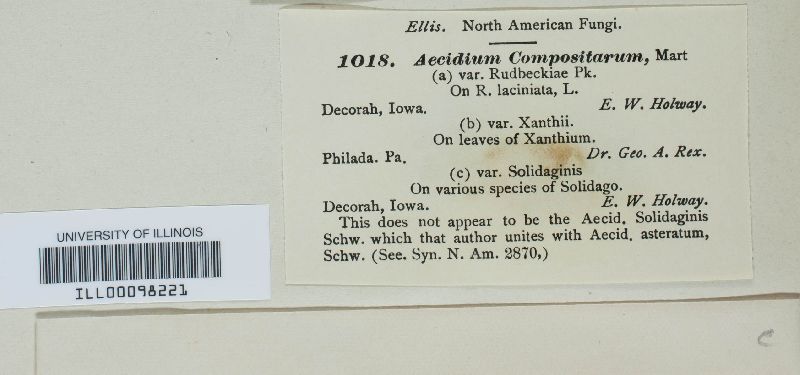 Ellis. North American Fungi.
1018. Aecidium Compositarum, Mart
(a) var. Rudbeckiae Pk.
On R. laciniata, L.
Decorah, Iowa. E. W. Holway.
(b) var. Xanthii.
On leaves of Xanthium.
Philada. Pa. Dr. Geo. A. Rex.
(c) var. Solidaginis
On various species of Solidago.
Decorah, Iowa. E. W. Holway.
This does not appear to be the Aecid. Solidaginis
Schw. which that author unites with Aecid. asteratum,
Schw. (See. Syn. N. Am. 2870,)
UNIVERSITY OF ILLINOIS
ILL00098221
c